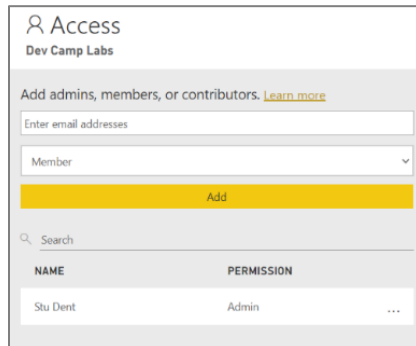 Access
Dev Camp Labs
Add admins, members, or contributors. Learn more
Enter email addresses
Member
Add
Search
NAME PERMISSION
Stu Dent Admin ...